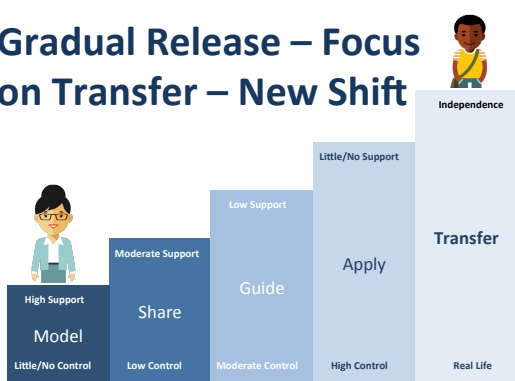 Gradual Release – Focus
on Transfer – New Shift
Independence
Little/No Support
Low Support
Transfer
Moderate Support
Apply
Guide
High Support
Share
Model
Little/No Control
Low Control
Moderate Control
High Control
Real Life